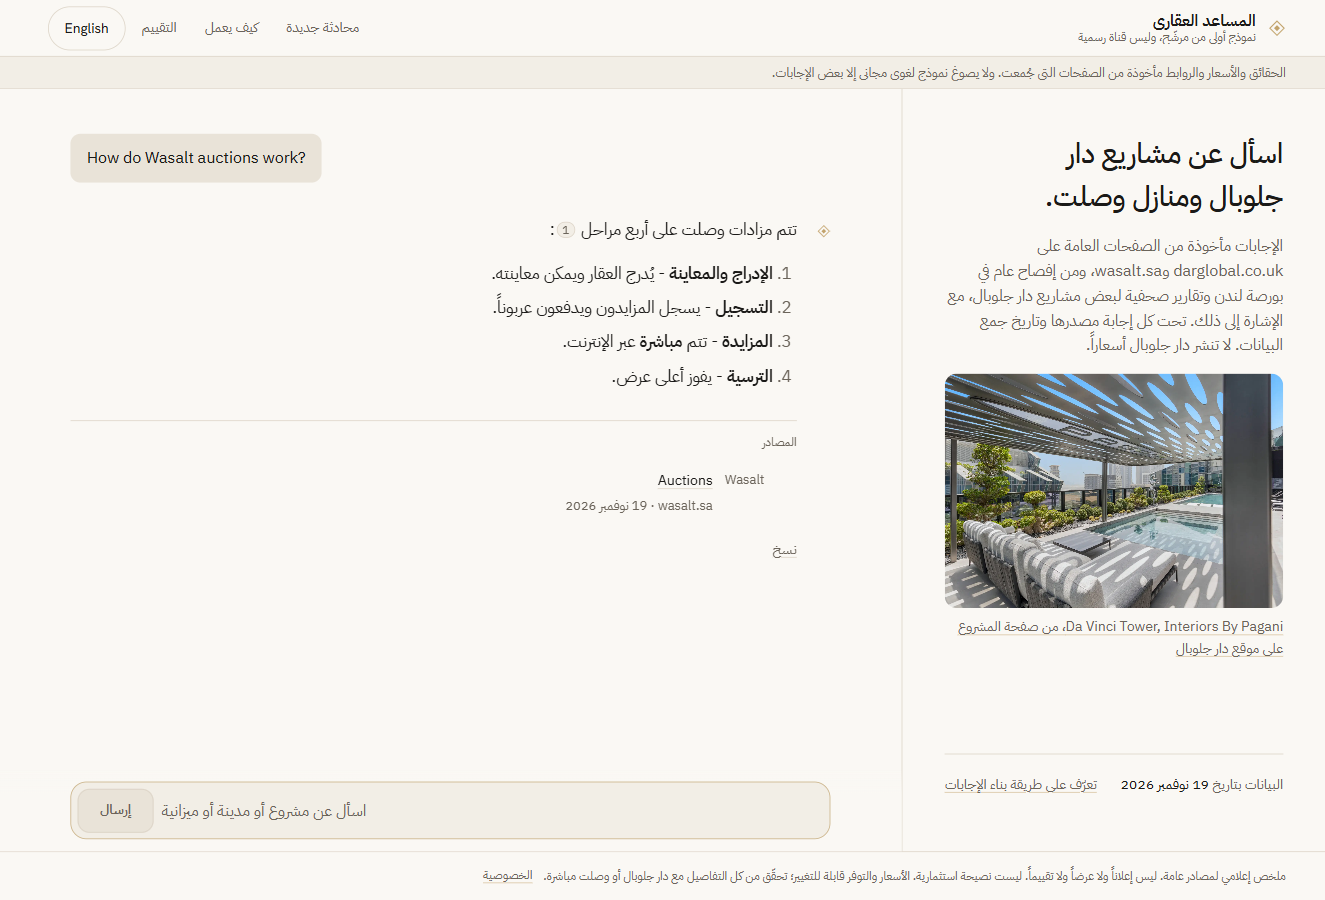 المساعد العقاري
نموذج أولي من مرشّح، وليس قناة رسمية
محادثة جديدة
كيف يعمل
التقييم
English
الحقائق والأسعار والروابط مأخوذة من الصفحات التي جُمعت. ولا يصوغ نموذج لغوي مجاني إلا بعض الإجابات.
اسأل عن مشاريع دار
جلوبال ومنازل وصلت.
الإجابات مأخوذة من الصفحات العامة على
darglobal.co.uk وwasalt.sa، ومن إفصاح عام في
بورصة لندن وتقارير صحفية لبعض مشاريع دار جلوبال، مع
الإشارة إلى ذلك. تحت كل إجابة مصدرها وتاريخ جمع
البيانات. لا تنشر دار جلوبال أسعاراً.
Da Vinci Tower, Interiors By Pagani، من صفحة المشروع
على موقع دار جلوبال
البيانات بتاريخ 19 نوفمبر 2026
تعرّف على طريقة بناء الإجابات
How do Wasalt auctions work?
تتم مزادات وصلت على أربع مراحل 1 :
1. الإدراج والمعاينة - يُدرج العقار ويمكن معاينته.
2. التسجيل - يسجل المزايدون ويدفعون عربوناً.
3. المزايدة - تتم مباشرة عبر الإنترنت.
4. الترسية - يفوز أعلى عرض.
المصادر
Wasalt Auctions
wasalt.sa · 19 نوفمبر 2026
نسخ
اسأل عن مشروع أو مدينة أو ميزانية
إرسال
ملخص إعلامي لمصادر عامة. ليس إعلاناً ولا عرضاً ولا تقييماً. ليست نصيحة استثمارية. الأسعار والتوفر قابلة للتغيير؛ تحقّق من كل التفاصيل مع دار جلوبال أو وصلت مباشرة. الخصوصية